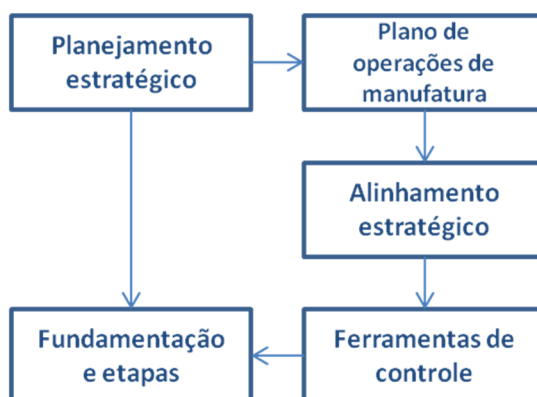 Planejamento
estratégico
Plano de
operações de
manufatura
Alinhamento
estratégico
Fundamentação
e etapas
Ferramentas de
controle